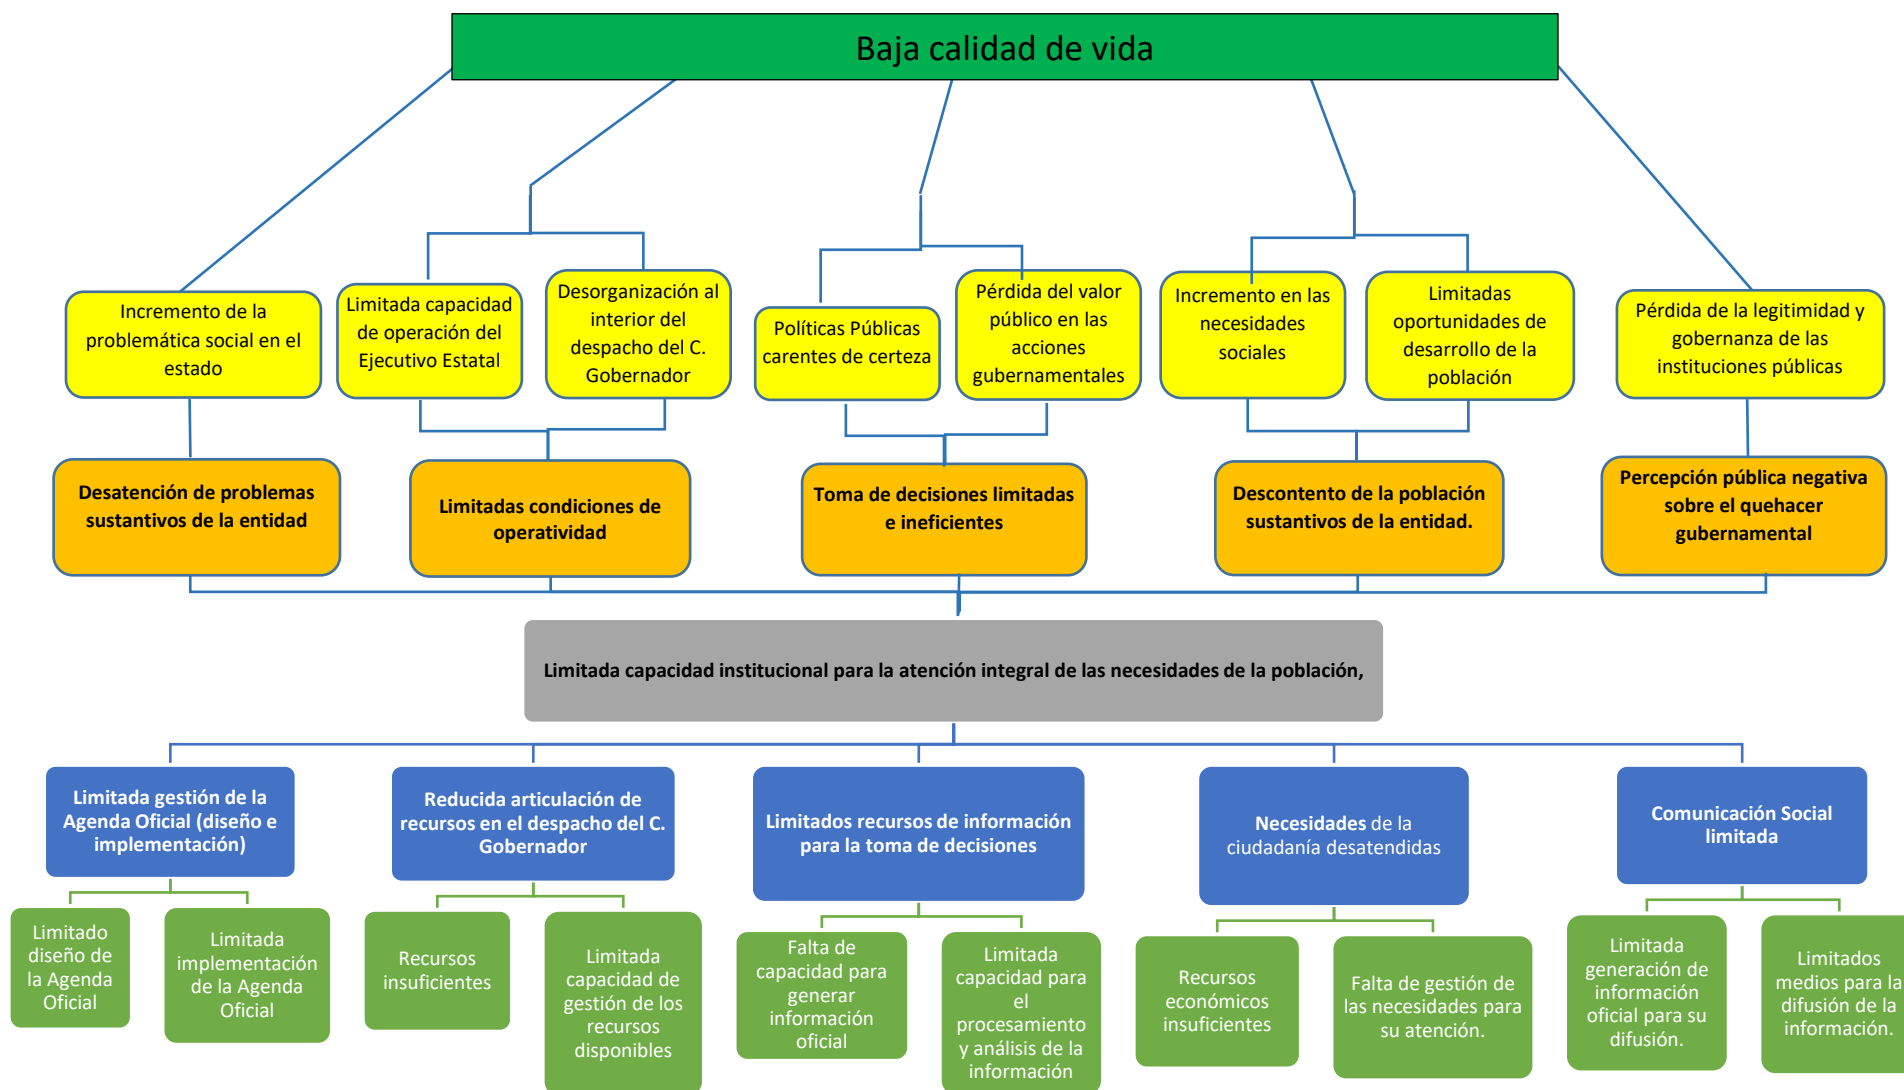 Baja calidad de vida
Incremento de la
problemática social en el
estado
Limitada capacidad
de operación del
Ejecutivo Estatal
Desorganización al
interior del
despacho del C.
Gobernador
Políticas Públicas
carentes de certeza
Pérdida del valor
público en las
acciones
gubernamentales
Incremento en las
necesidades
sociales
Limitadas
oportunidades de
desarrollo de la
población
Pérdida de la legitimidad y
gobernanza de las
instituciones públicas
Desatención de problemas
sustantivos de la entidad
Limitadas condiciones de
operatividad
Toma de decisiones limitadas
e ineficientes
Descontento de la población
sustantivos de la entidad.
Percepción pública negativa
sobre el quehacer
gubernamental
Limitada capacidad institucional para la atención integral de las necesidades de la población,
Limitada gestión de la
Agenda Oficial (diseño e
implementación)
Reducida articulación de
recursos en el despacho del C.
Gobernador
Limitados recursos de información
para la toma de decisiones
Necesidades de la
ciudadanía desatendidas
Comunicación Social
limitada
Limitado
diseño de
la Agenda
Oficial
Limitada
implementación
de la Agenda
Oficial
Recursos
insuficientes
Limitada
capacidad de
gestión de los
recursos
disponibles
Falta de
capacidad para
generar
información
oficial
Limitada
capacidad para
el
procesamiento
y análisis de la
información
Recursos
económicos
insuficientes
Falta de gestión de
las necesidades para
su atención.
Limitada
generación de
información
oficial para su
difusión.
Limitados
medios para la
difusión de la
información.